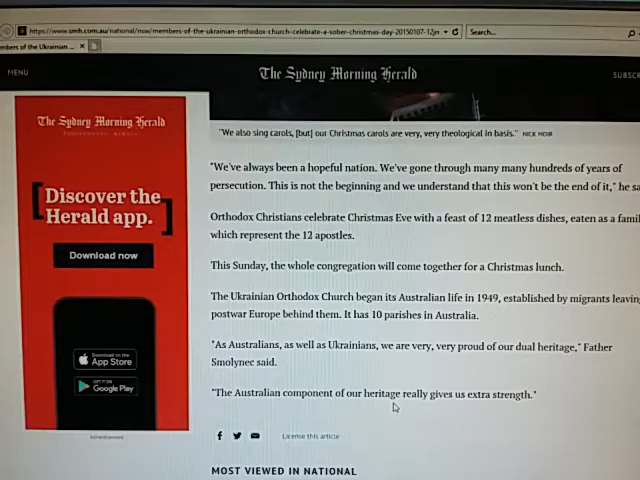 https://www.smh.com.au/national/nsw/members-of-the-ukrainian-orthodox-church-celebrate-a-sober-christmas-day-20150107-12jn
Search...
mbers of the Ukrainian ...
MENU
The Sydney Morning Herald
SUBSC
The Sydney Morning Herald
Discover the
Herald app.
Download now
Download on the
App Store
GET IT ON
Google Play
Advertisement
"We also sing carols, [but] our Christmas carols are very, very theological in basis." NICK MOIR
"We've always been a hopeful nation. We've gone through many many hundreds of years of
persecution. This is not the beginning and we understand that this won't be the end of it," he sa
Orthodox Christians celebrate Christmas Eve with a feast of 12 meatless dishes, eaten as a fami
which represent the 12 apostles.
This Sunday, the whole congregation will come together for a Christmas lunch.
The Ukrainian Orthodox Church began its Australian life in 1949, established by migrants leaving
postwar Europe behind them. It has 10 parishes in Australia.
"As Australians, as well as Ukrainians, we are very, very proud of our dual heritage," Father
Smolynec said.
"The Australian component of our heritage really gives us extra strength."
License this article
MOST VIEWED IN NATIONAL